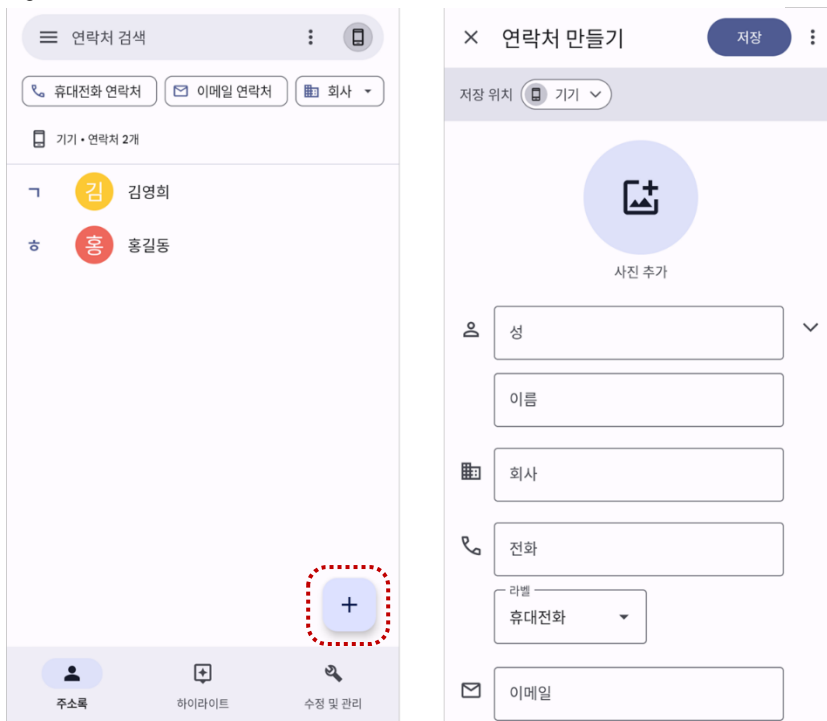 연락처 검색
휴대전화 연락처 이메일 연락처 회사
기기 • 연락처 2개
ㄱ 김 김영희
ㅎ 홍 홍길동
주소록 하이라이트 수정 및 관리
연락처 만들기 저장
저장 위치 기기
사진 추가
성
이름
회사
전화
라벨
휴대전화
이메일